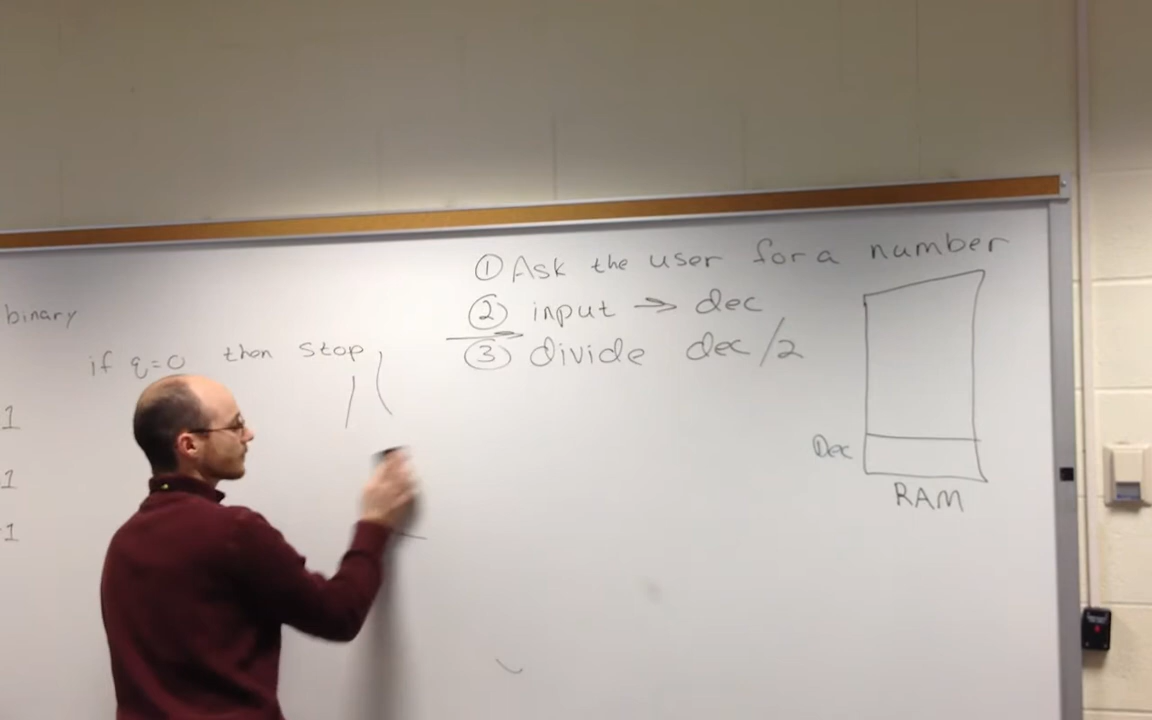 binary
if q=0 then stop
1
1
1
① Ask the user for a number
② input → dec
③ divide dec/2
Dec
RAM